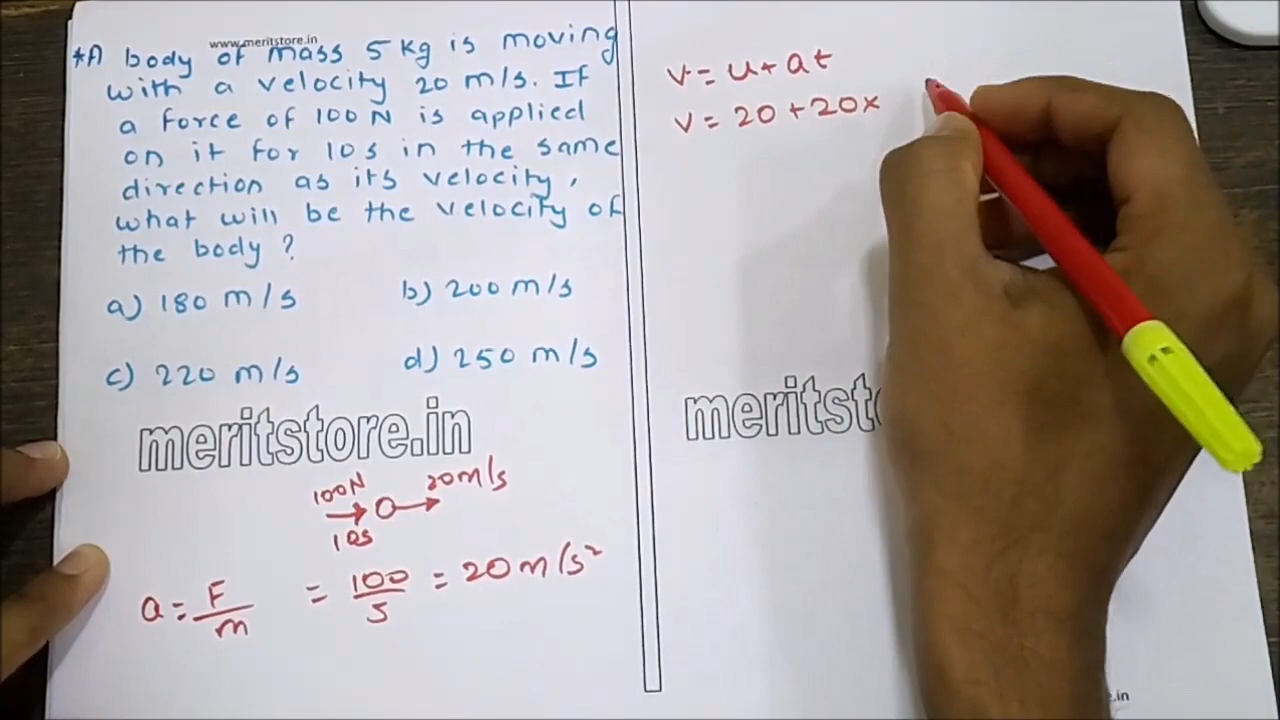 www.meritstore.in
*A body of mass 5 kg is moving
with a velocity 20 m/s. If
a force of 100 N is applied
on it for 10s in the same
direction as its velocity,
what will be the velocity of
the body ?
a) 180 m/s b) 200 m/s
c) 220 m/s d) 250 m/s
meritstore.in
100N 20m/s
10s
a = F/m = 100/5 = 20 m/s²
v = u + at
v = 20 + 20x
meritsto
.in